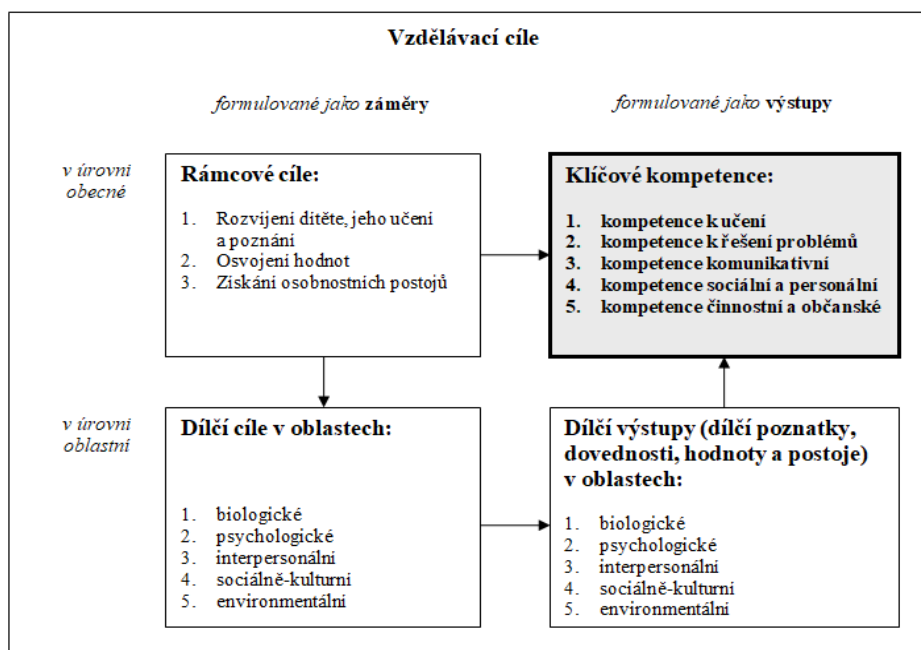 Vzdělávací cíle
formulované jako záměry
formulované jako výstupy
v úrovni
obecné
Rámcové cíle:
1. Rozvíjení dítěte, jeho učení
a poznání
2. Osvojení hodnot
3. Získání osobnostních postojů
Klíčové kompetence:
1. kompetence k učení
2. kompetence k řešení problémů
3. kompetence komunikativní
4. kompetence sociální a personální
5. kompetence činnostní a občanské
v úrovni
oblastní
Dílčí cíle v oblastech:
1. biologické
2. psychologické
3. interpersonální
4. sociálně-kulturní
5. environmentální
Dílčí výstupy (dílčí poznatky,
dovednosti, hodnoty a postoje)
v oblastech:
1. biologické
2. psychologické
3. interpersonální
4. sociálně-kulturní
5. environmentální